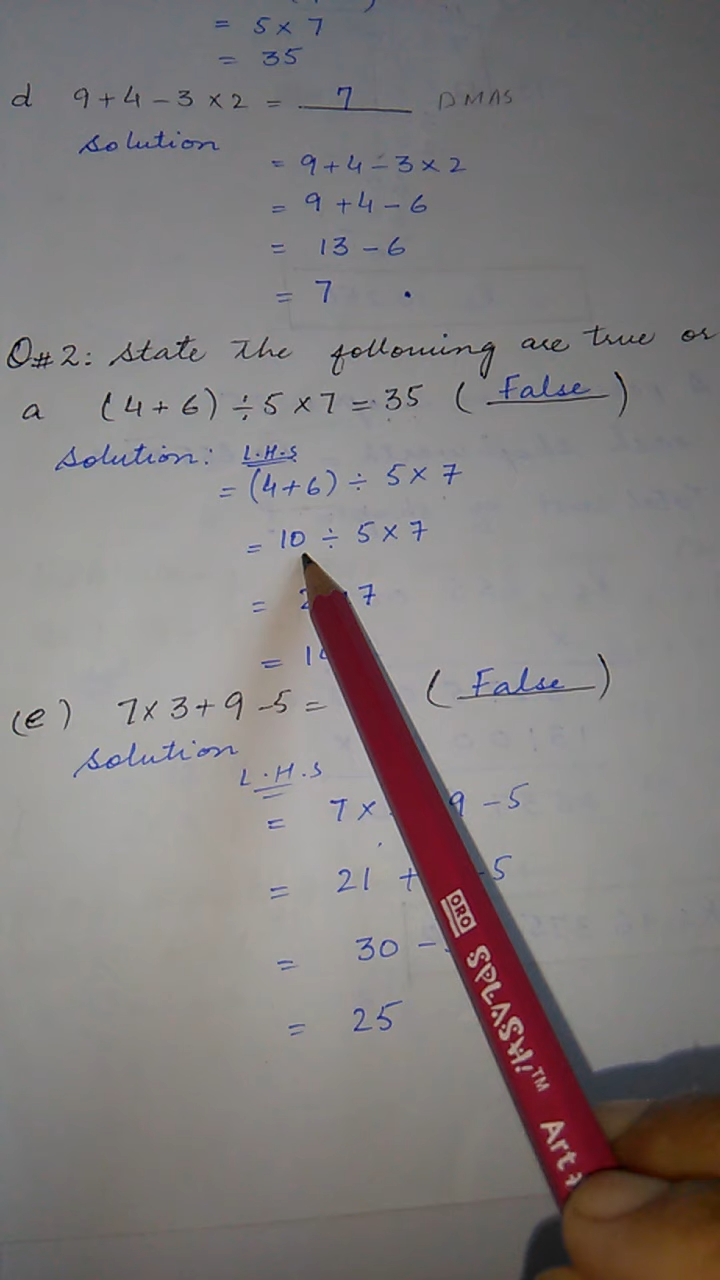 = 5 × 7
= 35
d 9 + 4 - 3 × 2 = 7 DMAS
Solution
= 9 + 4 - 3 × 2
= 9 + 4 - 6
= 13 - 6
= 7
Q#2: State the following are true or
a (4 + 6) ÷ 5 × 7 = 35 (False)
Solution: L.H.S
= (4+6) ÷ 5 × 7
= 10 ÷ 5 × 7
= 2 7
= 14
(e) 7 × 3 + 9 - 5 = (False)
Solution
L.H.S
= 7 × 9 - 5
= 21 + - 5
= 30 -
= 25
ORO SPLASH!™ Art